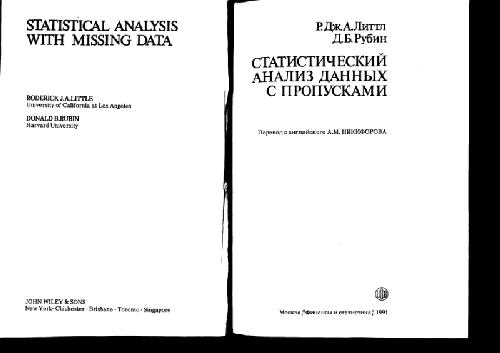 STATISTICAL ANALYSIS
WITH MISSING DATA
RODERICK J.A.LITTLE
University of California at Los Angeles
DONALD B.RUBIN
Harvard University
JOHN WILEY & SONS
New York · Chichester · Brisbane · Toronto · Singapore
Р.Дж.А.Литтл
Д.Б.Рубин
СТАТИСТИЧЕСКИЙ
АНАЛИЗ ДАННЫХ
С ПРОПУСКАМИ
Перевод с английского А.М. НИКИФОРОВА
Москва "Финансы и статистика" 1991